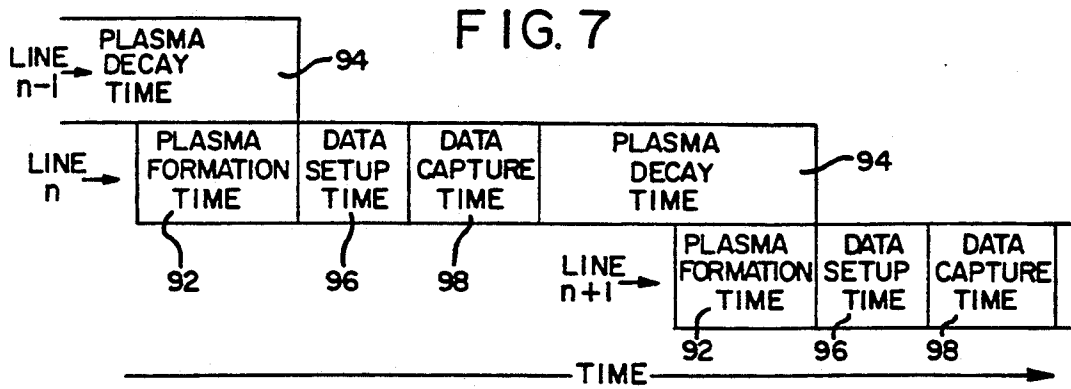 FIG. 7
LINE n-1
PLASMA DECAY TIME
94
LINE n
PLASMA FORMATION TIME
DATA SETUP TIME
DATA CAPTURE TIME
PLASMA DECAY TIME
94
92
96
98
LINE n+1
PLASMA FORMATION TIME
DATA SETUP TIME
DATA CAPTURE TIME
92
96
98
TIME